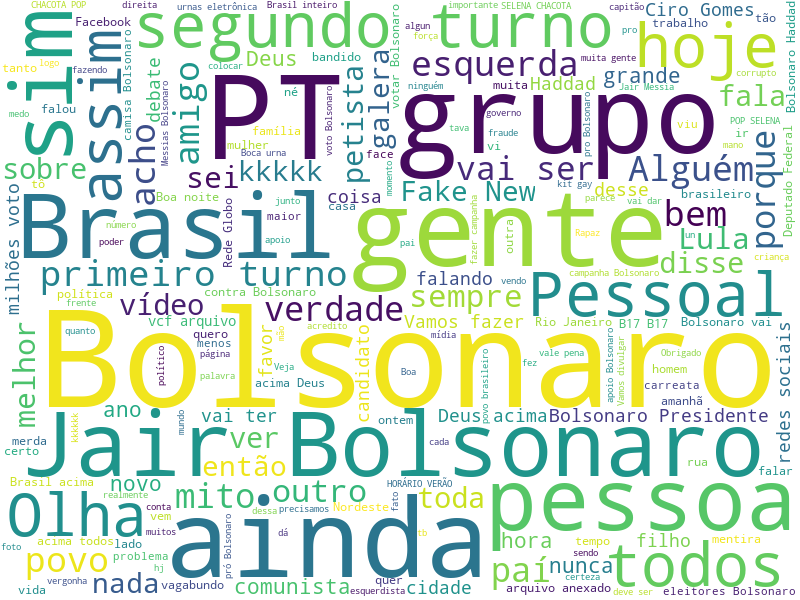 CHACOTA POP
direita
urnas eletrônica
Brasil inteiro
importante
SELENA CHACOTA
capitão
Facebook
segundo
turno
Ciro Gomes
hoje
tão
tanto
logo
fazendo
Deus
bandido
algun
força
pro
trabalho
Bolsonaro Haddad
medo
sim
assim
camisa Bolsonaro
debate
falou
amigo
colocar
né
petista
galera
votar Bolsonaro
ninguém
esquerda
muita gente
muita
Haddad
grande
fala
corrupto
Jair Messia
PT
grupo
acho
Messias Bolsonaro
mulher
família
Boca urna
voto Bolsonaro
face
tava
governo
fraude
vi
pro Bolsonaro
viu
POP SELENA
ir
mano
Deputado Federal
sobre
tô
sei
kkkkk
momento
vai ser
kit gay
Alguém
porque
milhões voto
Boa noite
junto
coisa
casa
Fake New
desse
parece
brasileiro
bem
vai dar
número
poder
maior
apoio
Rede Globo
Brasil
gente
pai
fazer campanha
outra
Rapaz
Lula
un
disse
criança
primeiro turno
contra Bolsonaro
política
frente
falando
vendo
Pessoal
campanha Bolsonaro
vídeo
verdade
sempre
vcf arquivo
quero
menos
Vamos fazer
Rio Janeiro
B17 B17
Bolsonaro vai
melhor
quanto
político
página
palavra
favor
Veja
mão
acredito
candidato
mídia
Boa
Bolsonaro
povo brasileiro
fez
vale pena
apoio Bolsonaro
Vamos divulgar
Obrigado
homem
carreata
amanhã
redes sociais
acima Deus
ano
vai ter
ontem
Deus acima
Bolsonaro Presidente
merda
certo
kkkkkk
mundo
Jair
Bolsonaro
ver
então
cada
rua
falar
Brasil acima
realmente
novo
mito
outro
HORÁRIO VERÃO
fato
toda
pessoa
Olha
conta
vem
muitos
pró Bolsonaro
dessa
precisamos
Nordeste
dá
tb
ainda
acima todos
lado
foto
povo
problema
hj
hora
filho
tempo
mentira
sendo
todos
vida
vergonha
nada
vagabundo
esquerdista
comunista
quer
cidade
país
nunca
certeza
arquivo anexado
deve ser
eleitores Bolsonaro